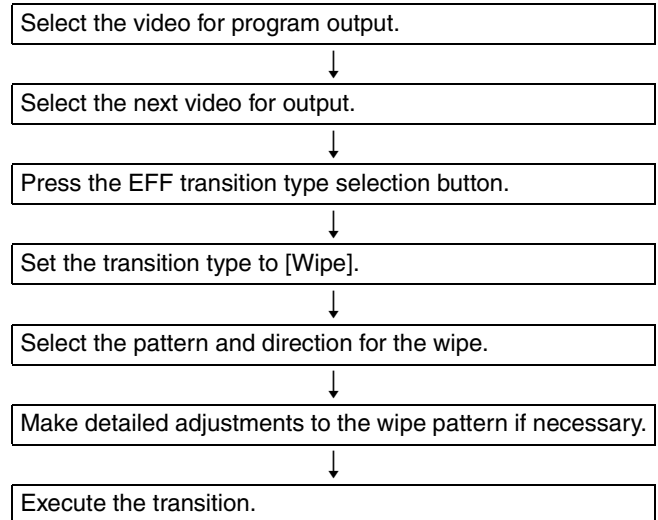 Select the video for program output.
Select the next video for output.
Press the EFF transition type selection button.
Set the transition type to [Wipe].
Select the pattern and direction for the wipe.
Make detailed adjustments to the wipe pattern if necessary.
Execute the transition.